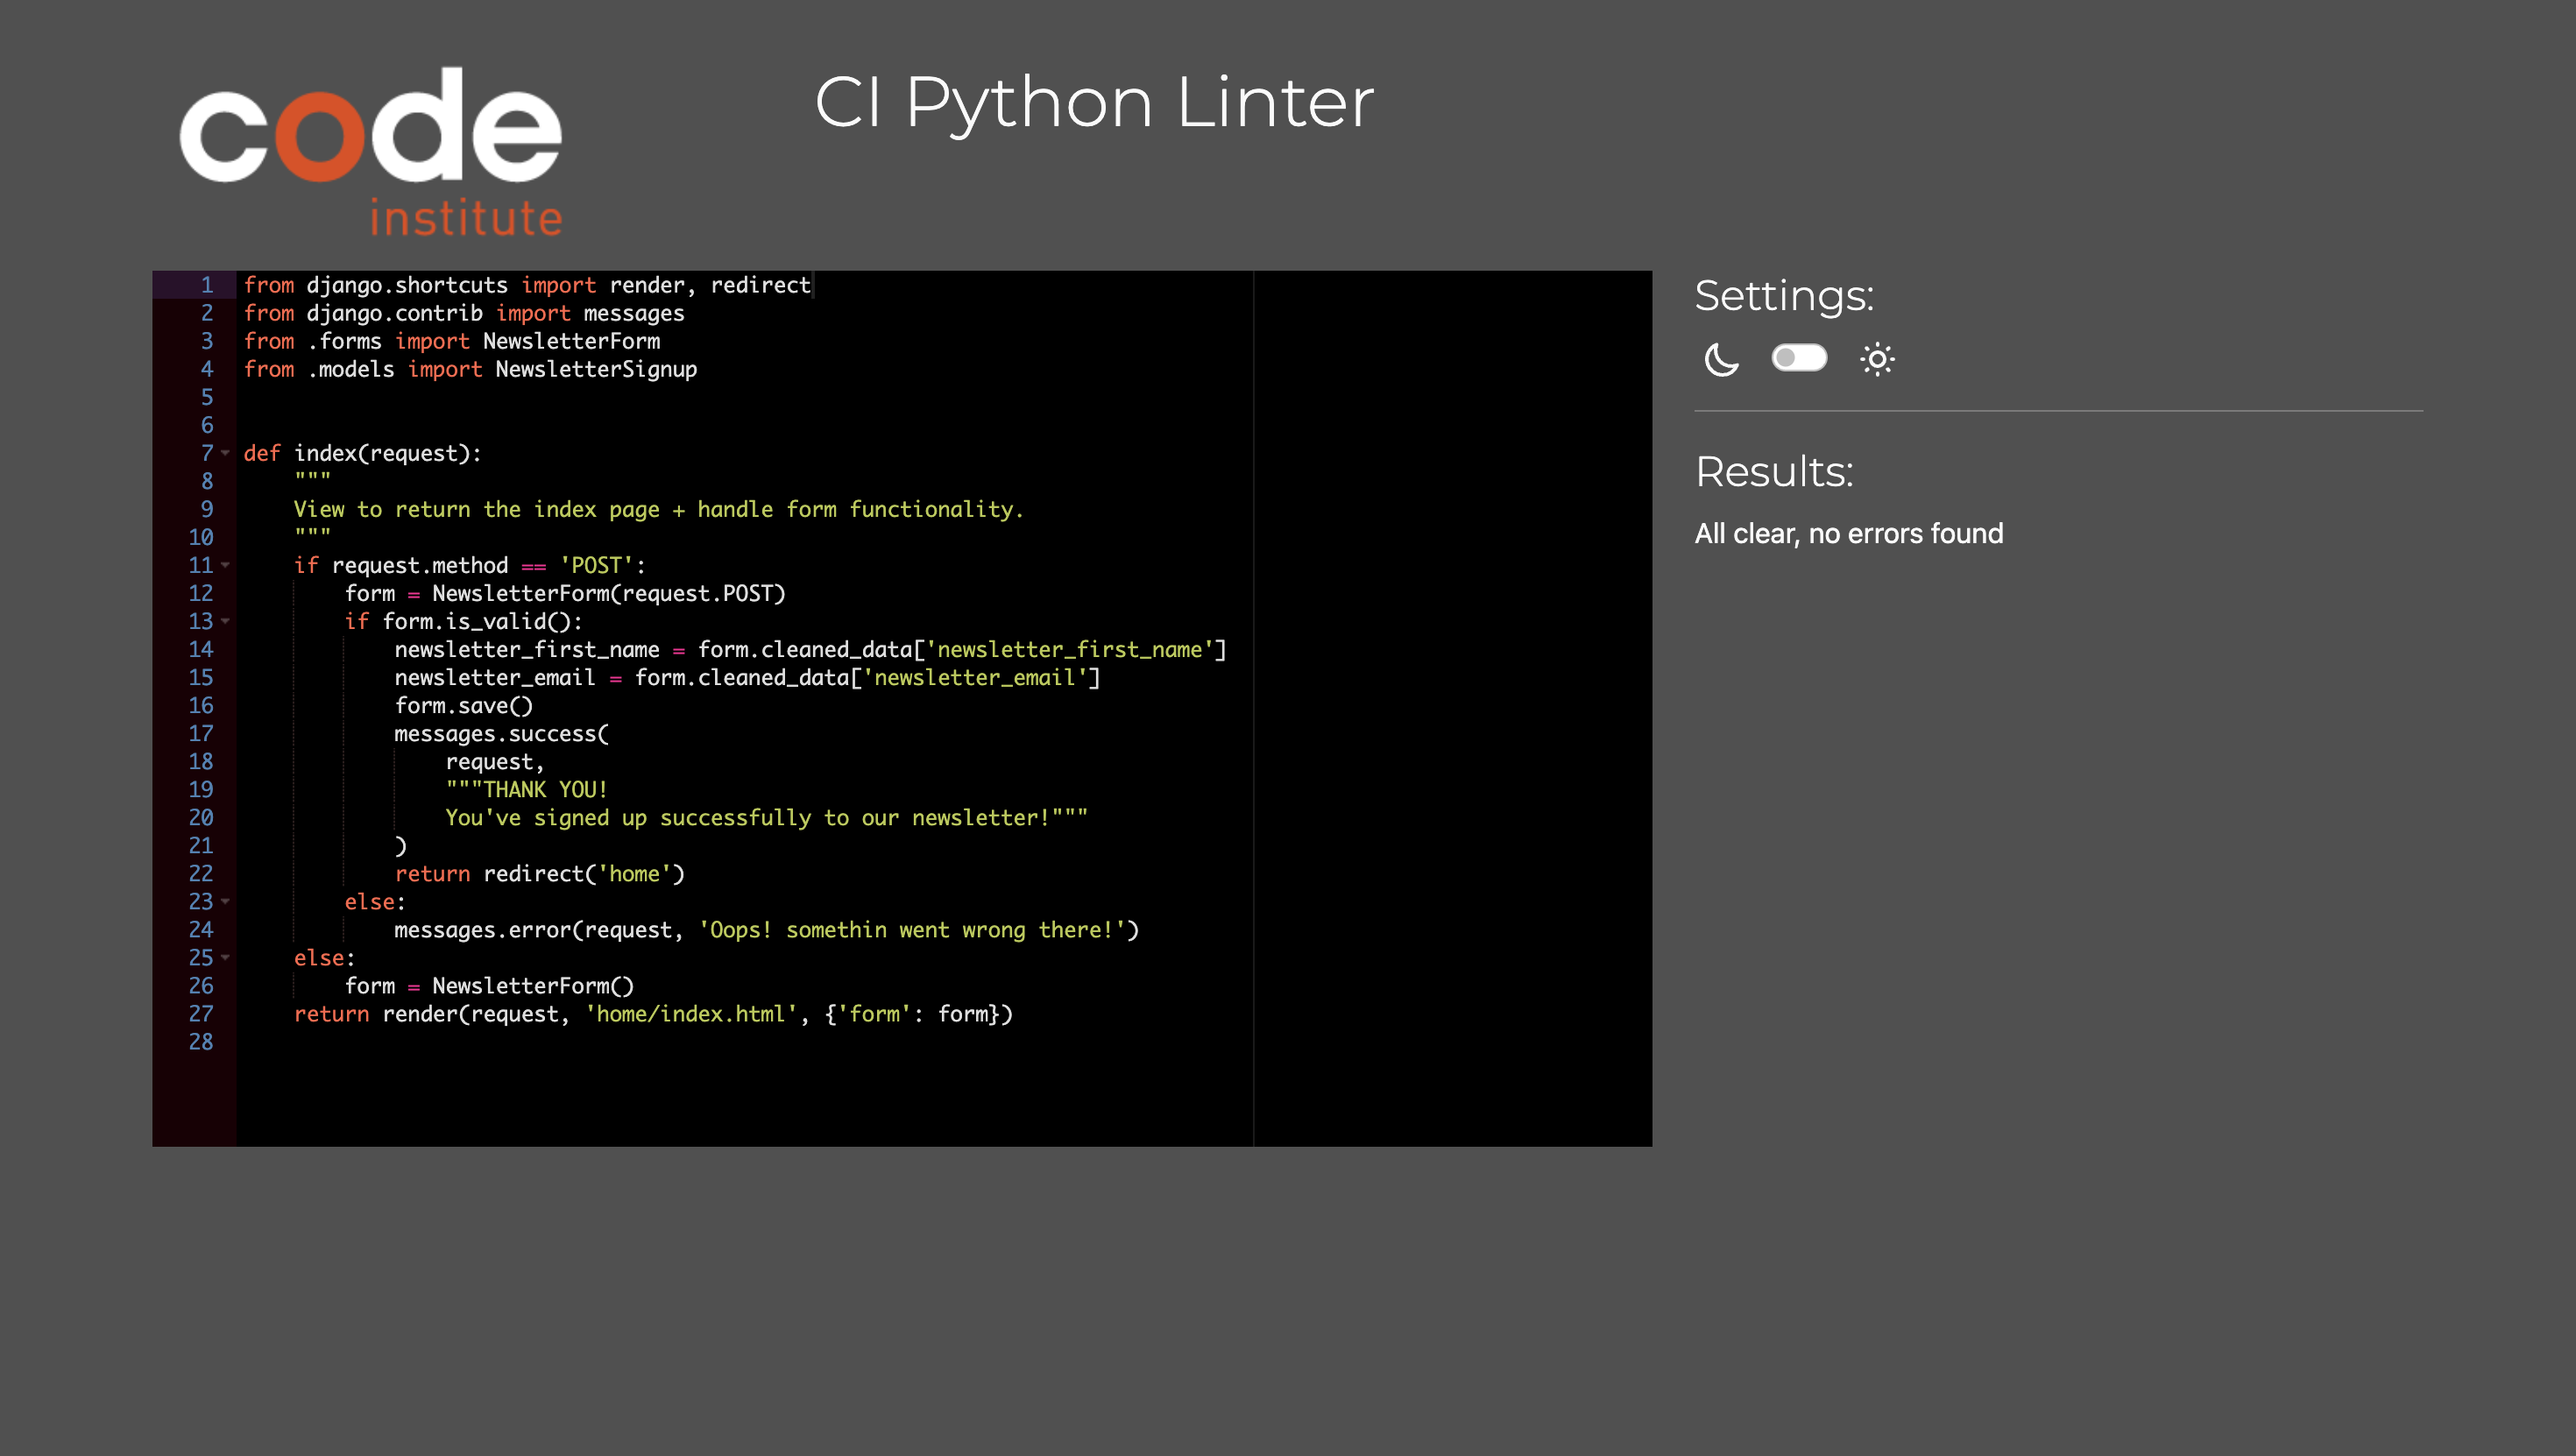 code
institute
CI Python Linter
1 from django.shortcuts import render, redirect
2 from django.contrib import messages
3 from .forms import NewsletterForm
4 from .models import NewsletterSignup
5
6
7 def index(request):
8     """
9     View to return the index page + handle form functionality.
10     """
11     if request.method == 'POST':
12         form = NewsletterForm(request.POST)
13         if form.is_valid():
14             newsletter_first_name = form.cleaned_data['newsletter_first_name']
15             newsletter_email = form.cleaned_data['newsletter_email']
16             form.save()
17             messages.success(
18                 request,
19                 """THANK YOU!
20                 You've signed up successfully to our newsletter!"""
21             )
22             return redirect('home')
23         else:
24             messages.error(request, 'Oops! somethin went wrong there!')
25     else:
26         form = NewsletterForm()
27     return render(request, 'home/index.html', {'form': form})
28
Settings:
Results:
All clear, no errors found